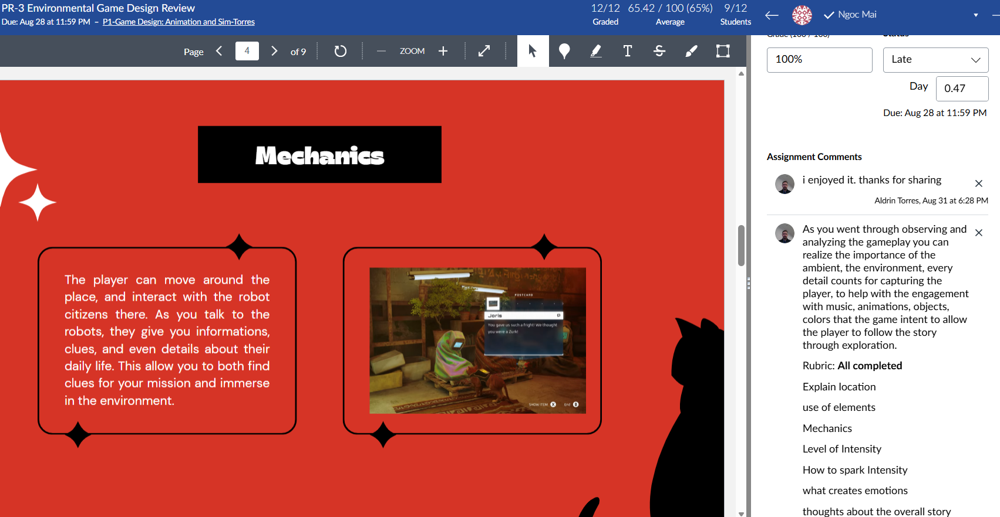 PR-3 Environmental Game Design Review
Due: Aug 28 at 11:59 PM – P1-Game Design: Animation and Sim-Torres
12/12
Graded
65.42 / 100 (65%)
Average
9/12
Students
Ngoc Mai
Page 4 of 9
ZOOM
T
S
Grade (100 / 100)
Status
100%
Late
Day 0.47
Due: Aug 28 at 11:59 PM
Mechanics
The player can move around the
place, and interact with the robot
citizens there. As you talk to the
robots, they give you informations,
clues, and even details about their
daily life. This allow you to both find
clues for your mission and immerse
in the environment.
POSTCARD
Joris
You gave us such a fright! We thought
you were a Zurk!
SHOW ITEM X End B
Assignment Comments
i enjoyed it. thanks for sharing
Aldrin Torres, Aug 31 at 6:28 PM
As you went through observing and
analyzing the gameplay you can
realize the importance of the
ambient, the environment, every
detail counts for capturing the
player, to help with the engagement
with music, animations, objects,
colors that the game intent to allow
the player to follow the story
through exploration.
Rubric: All completed
Explain location
use of elements
Mechanics
Level of Intensity
How to spark Intensity
what creates emotions
thoughts about the overall story